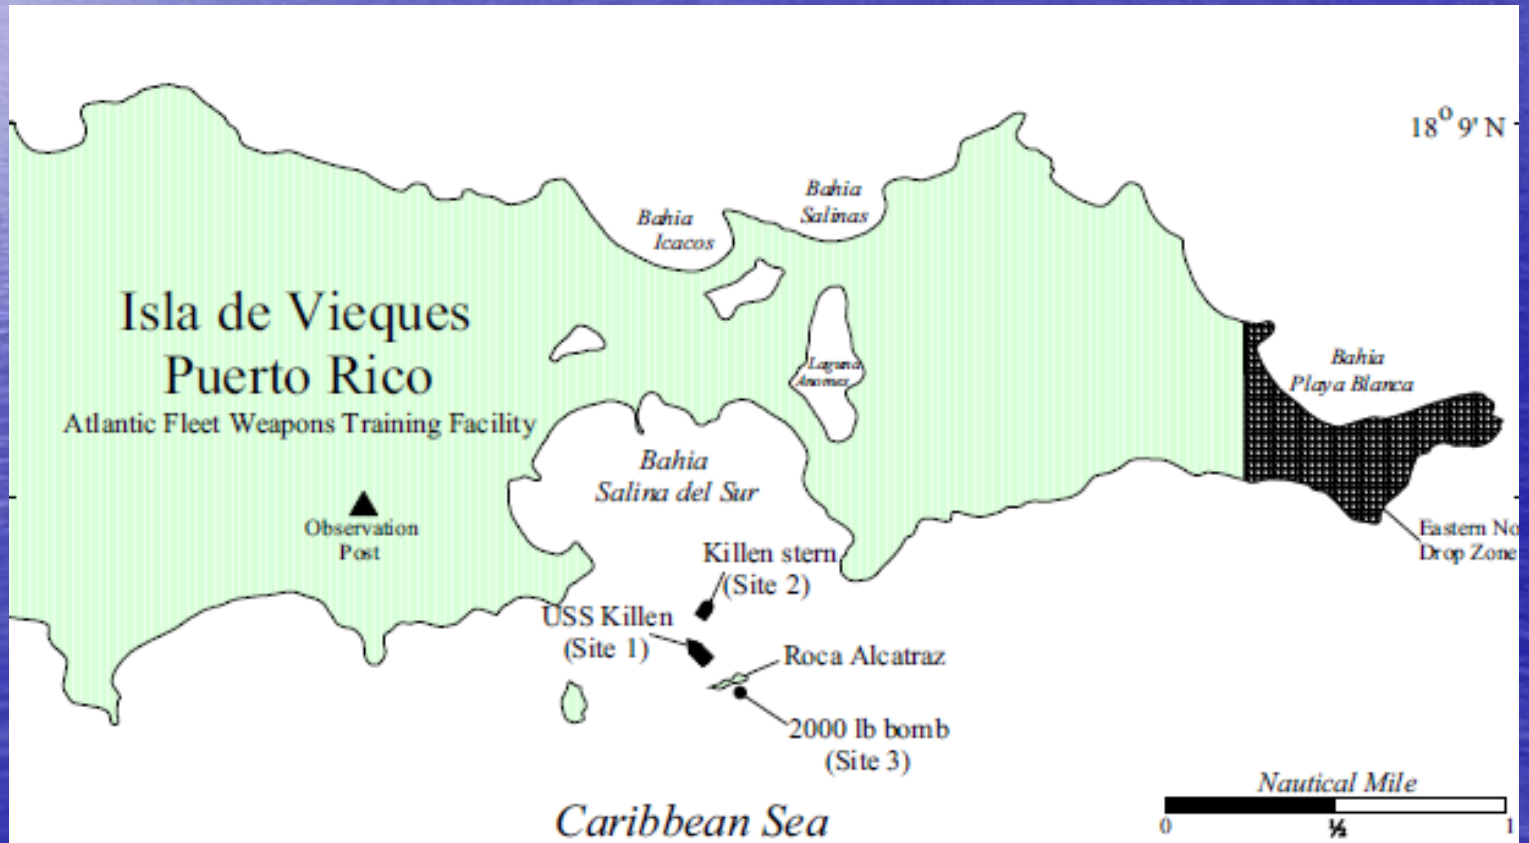 18° 9' N
Bahia
Salinas
Bahia
Icacos
Isla de Vieques
Puerto Rico
Atlantic Fleet Weapons Training Facility
Bahia
Playa Blanca
Laguna
Anones
Bahia
Salina del Sur
Observation
Post
Eastern No
Drop Zone
Killen stern
(Site 2)
USS Killen
(Site 1)
Roca Alcatraz
2000 lb bomb
(Site 3)
Nautical Mile
0 ½ 1
Caribbean Sea